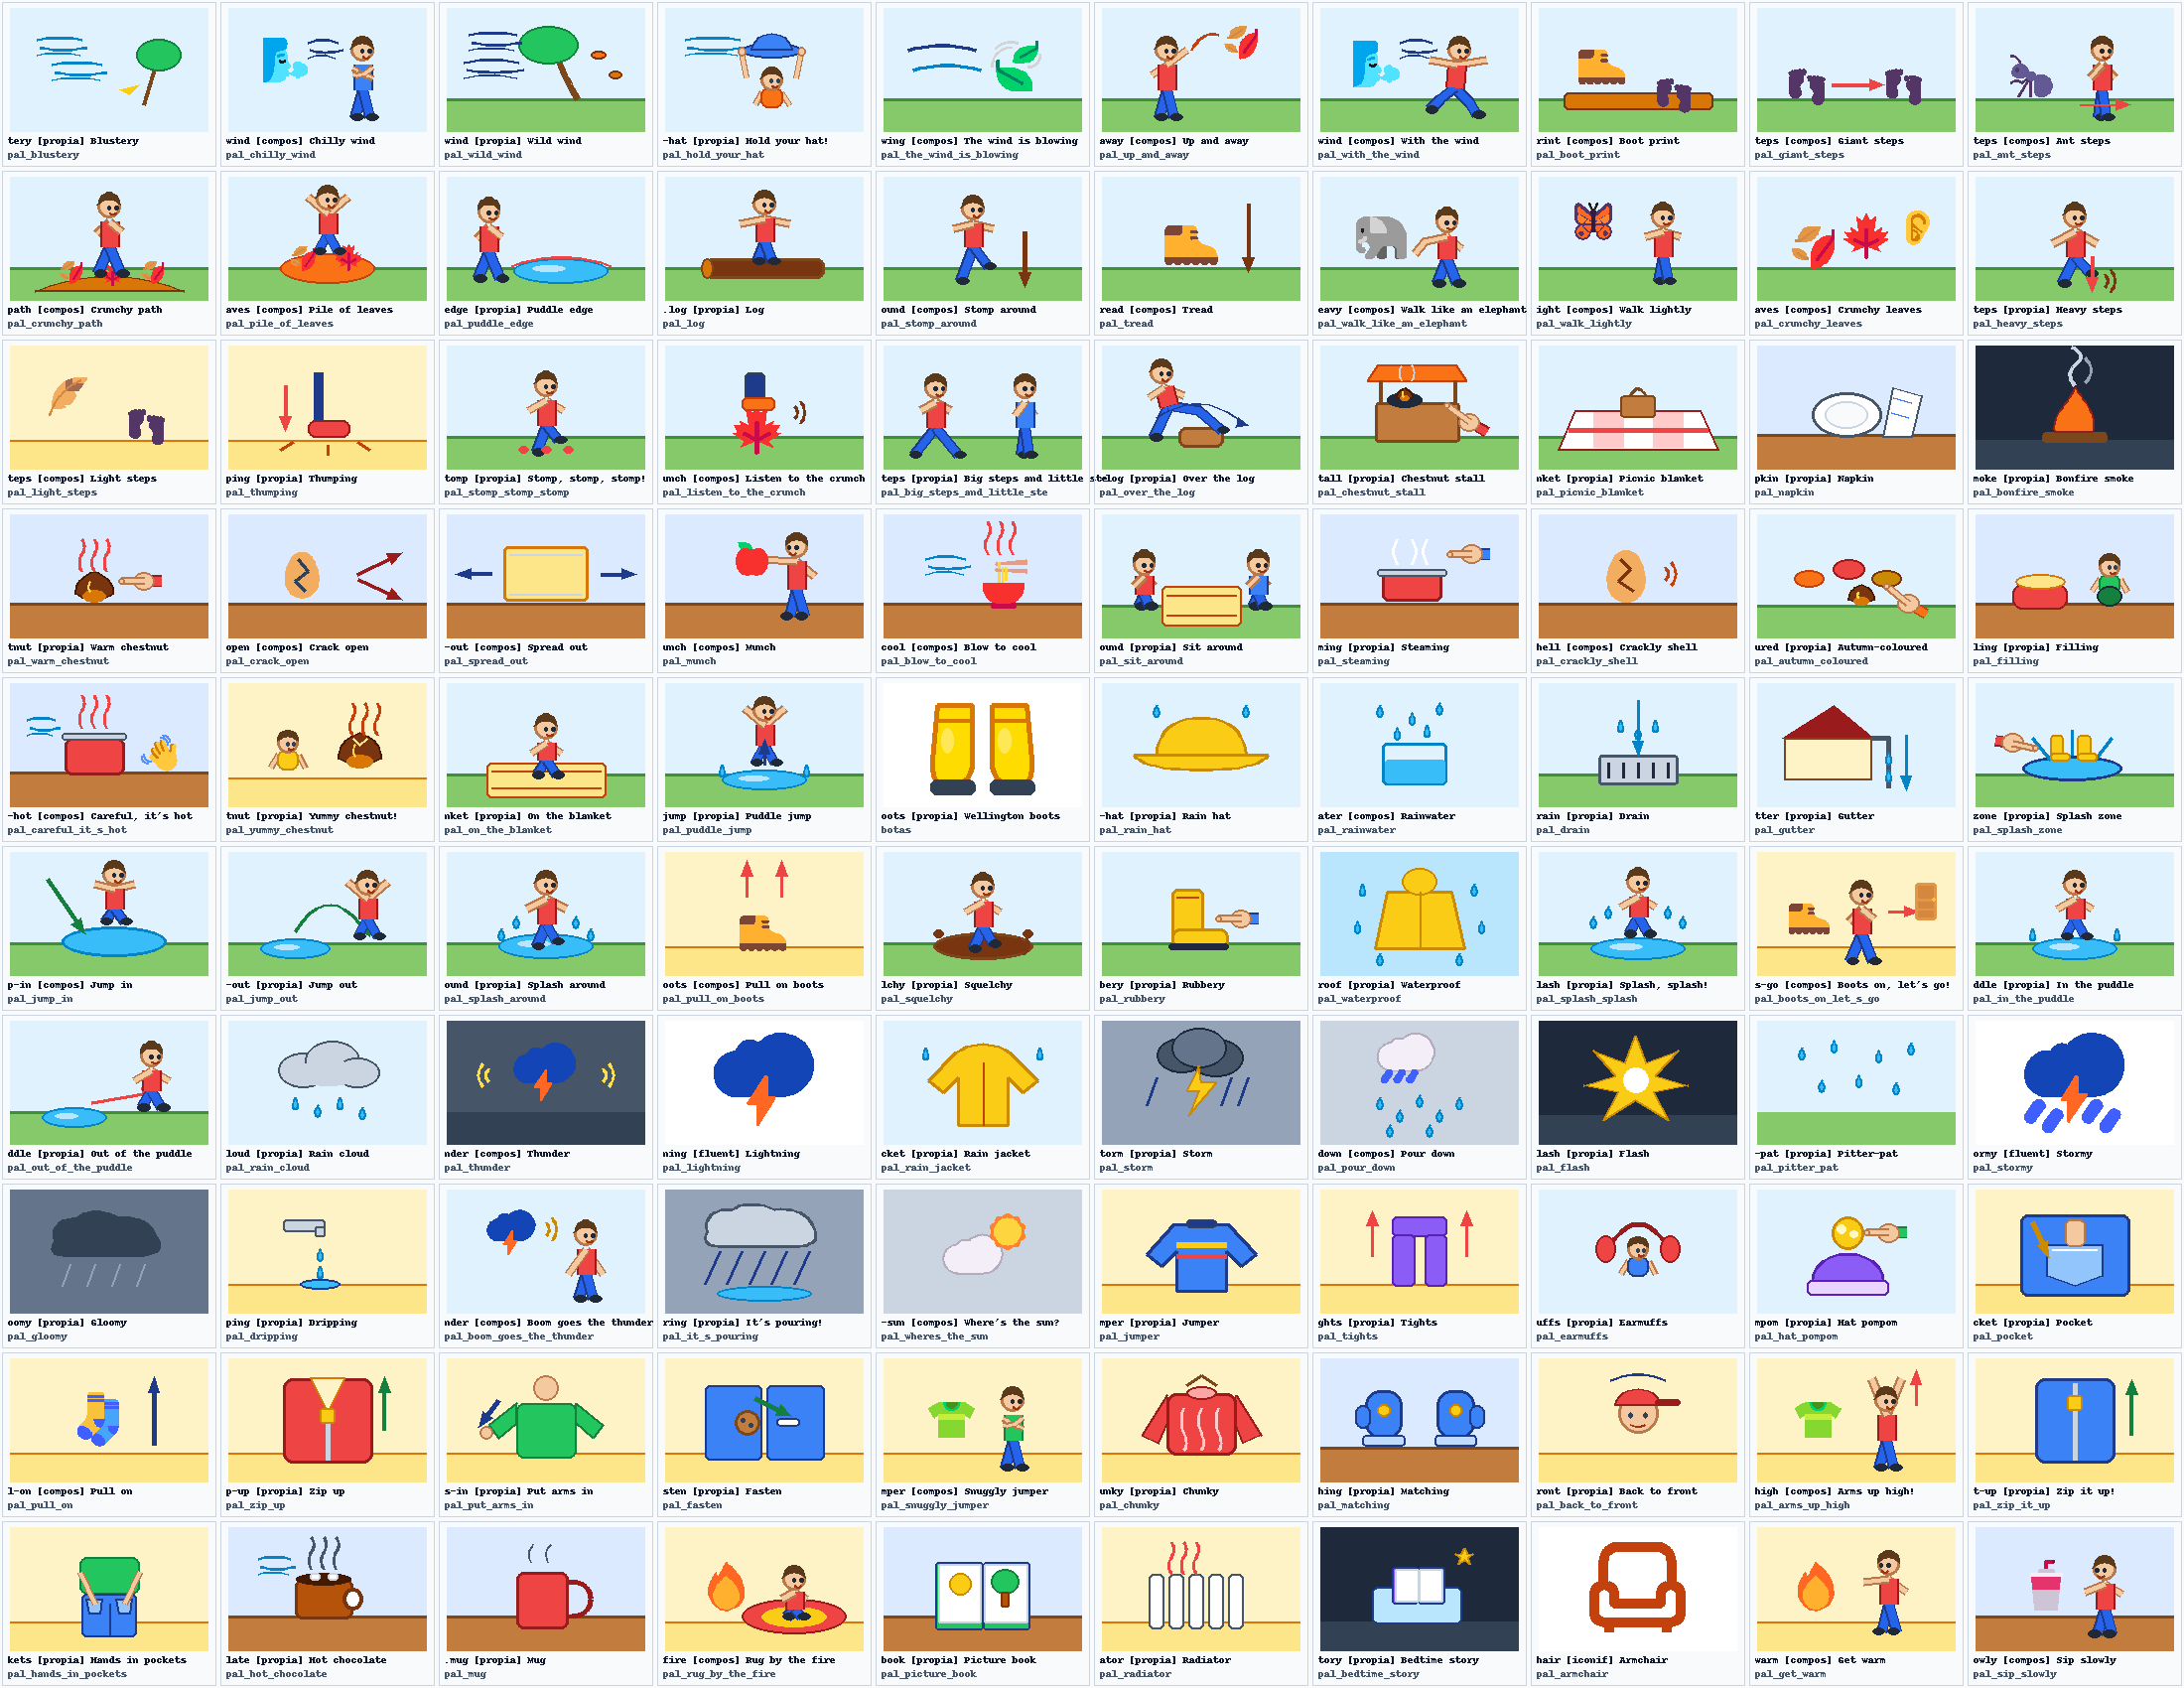 tery [propia] Blustery
pal_blustery
wind [compos] Chilly wind
pal_chilly_wind
wind [propia] Wild wind
pal_wild_wind
-hat [propia] Hold your hat!
pal_hold_your_hat
wing [compos] The wind is blowing
pal_the_wind_is_blowing
away [compos] Up and away
pal_up_and_away
wind [compos] With the wind
pal_with_the_wind
rint [compos] Boot print
pal_boot_print
teps [compos] Giant steps
pal_giant_steps
teps [compos] Ant steps
pal_ant_steps
path [compos] Crunchy path
pal_crunchy_path
aves [compos] Pile of leaves
pal_pile_of_leaves
edge [propia] Puddle edge
pal_puddle_edge
.log [propia] Log
pal_log
ound [compos] Stomp around
pal_stomp_around
read [compos] Tread
pal_tread
eavy [compos] Walk like an elephant
pal_walk_like_an_elephant
ight [compos] Walk lightly
pal_walk_lightly
aves [compos] Crunchy leaves
pal_crunchy_leaves
teps [propia] Heavy steps
pal_heavy_steps
teps [compos] Light steps
pal_light_steps
ping [propia] Thumping
pal_thumping
tomp [propia] Stomp, stomp, stomp!
pal_stomp_stomp_stomp
unch [compos] Listen to the crunch
pal_listen_to_the_crunch
teps [propia] Big steps and little ste
pal_big_steps_and_little_ste
-log [propia] Over the log
pal_over_the_log
tall [propia] Chestnut stall
pal_chestnut_stall
nket [propia] Picnic blanket
pal_picnic_blanket
pkin [propia] Napkin
pal_napkin
moke [propia] Bonfire smoke
pal_bonfire_smoke
tnut [propia] Warm chestnut
pal_warm_chestnut
open [compos] Crack open
pal_crack_open
-out [compos] Spread out
pal_spread_out
unch [compos] Munch
pal_munch
cool [compos] Blow to cool
pal_blow_to_cool
ound [propia] Sit around
pal_sit_around
ming [propia] Steaming
pal_steaming
hell [compos] Crackly shell
pal_crackly_shell
ured [propia] Autumn-coloured
pal_autumn_coloured
ling [propia] Filling
pal_filling
-hot [compos] Careful, it's hot
pal_careful_it_s_hot
tnut [propia] Yummy chestnut!
pal_yummy_chestnut
nket [propia] On the blanket
pal_on_the_blanket
jump [propia] Puddle jump
pal_puddle_jump
oots [propia] Wellington boots
botas
-hat [propia] Rain hat
pal_rain_hat
ater [compos] Rainwater
pal_rainwater
rain [propia] Drain
pal_drain
tter [propia] Gutter
pal_gutter
zone [propia] Splash zone
pal_splash_zone
p-in [compos] Jump in
pal_jump_in
-out [propia] Jump out
pal_jump_out
ound [propia] Splash around
pal_splash_around
oots [compos] Pull on boots
pal_pull_on_boots
lchy [propia] Squelchy
pal_squelchy
bery [propia] Rubbery
pal_rubbery
roof [propia] Waterproof
pal_waterproof
lash [propia] Splash, splash!
pal_splash_splash
s-go [compos] Boots on, let's go!
pal_boots_on_let_s_go
ddle [propia] In the puddle
pal_in_the_puddle
ddle [propia] Out of the puddle
pal_out_of_the_puddle
loud [propia] Rain cloud
pal_rain_cloud
nder [compos] Thunder
pal_thunder
ning [fluent] Lightning
pal_lightning
cket [propia] Rain jacket
pal_rain_jacket
torm [propia] Storm
pal_storm
down [compos] Pour down
pal_pour_down
lash [propia] Flash
pal_flash
-pat [propia] Pitter-pat
pal_pitter_pat
ormy [fluent] Stormy
pal_stormy
oomy [propia] Gloomy
pal_gloomy
ping [propia] Dripping
pal_dripping
nder [compos] Boom goes the thunder
pal_boom_goes_the_thunder
ring [propia] It's pouring!
pal_it_s_pouring
-sun [compos] Where's the sun?
pal_wheres_the_sun
mper [propia] Jumper
pal_jumper
ghts [propia] Tights
pal_tights
uffs [propia] Earmuffs
pal_earmuffs
mpom [propia] Hat pompom
pal_hat_pompom
cket [propia] Pocket
pal_pocket
l-on [compos] Pull on
pal_pull_on
p-up [propia] Zip up
pal_zip_up
s-in [propia] Put arms in
pal_put_arms_in
sten [propia] Fasten
pal_fasten
mper [compos] Snuggly jumper
pal_snuggly_jumper
unky [propia] Chunky
pal_chunky
hing [propia] Matching
pal_matching
ront [propia] Back to front
pal_back_to_front
high [compos] Arms up high!
pal_arms_up_high
t-up [propia] Zip it up!
pal_zip_it_up
kets [propia] Hands in pockets
pal_hands_in_pockets
late [propia] Hot chocolate
pal_hot_chocolate
.mug [propia] Mug
pal_mug
fire [compos] Rug by the fire
pal_rug_by_the_fire
book [propia] Picture book
pal_picture_book
ator [propia] Radiator
pal_radiator
tory [propia] Bedtime story
pal_bedtime_story
hair [iconif] Armchair
pal_armchair
warm [compos] Get warm
pal_get_warm
owly [compos] Sip slowly
pal_sip_slowly